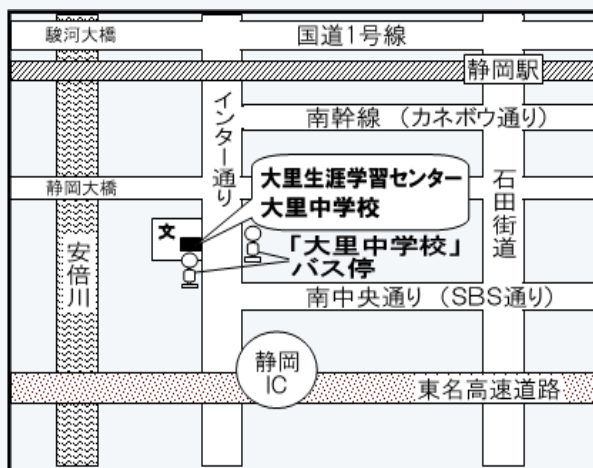 駿河大橋
国道1号線
静岡駅
インター通り
南幹線 （カネボウ通り）
静岡大橋
大里生涯学習センター
大里中学校
石田街道
文
「大里中学校」
バス停
安倍川
南中央通り （SBS通り）
静岡
IC
東名高速道路